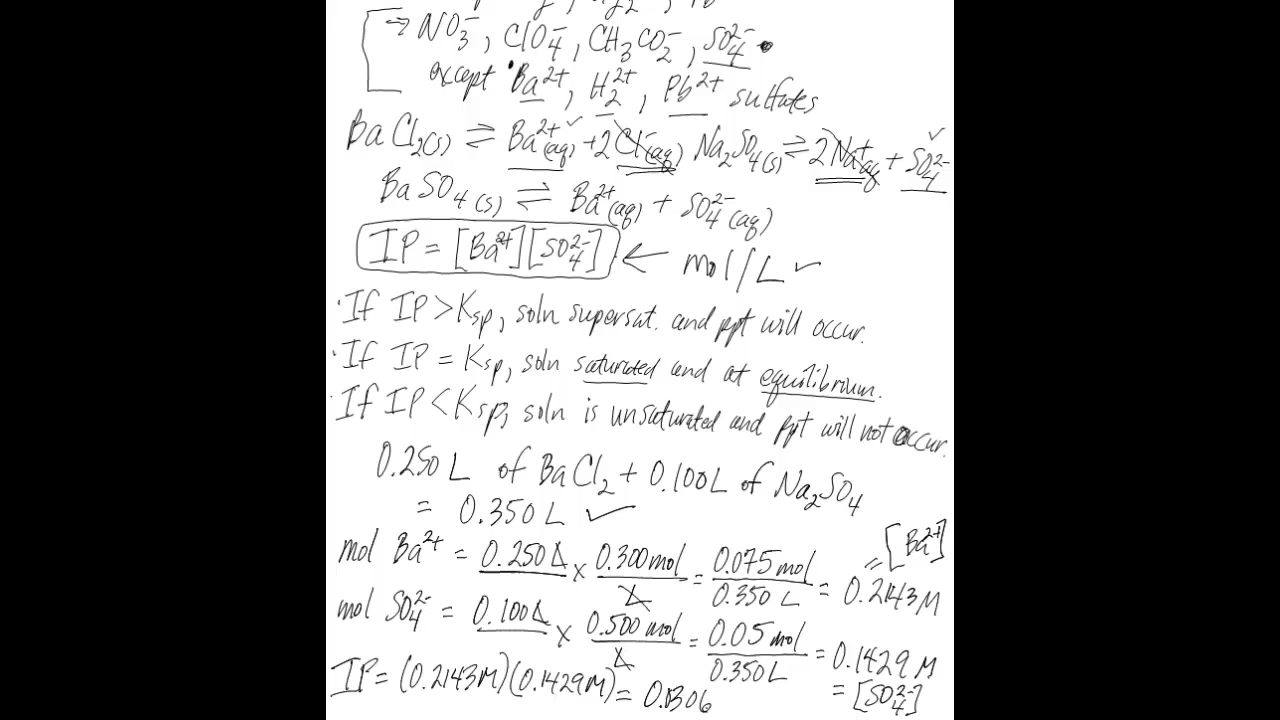 → NO₃⁻, ClO₄⁻, CH₃CO₂⁻, SO₄²⁻
except Ba²⁺, H₂²⁺, Pb²⁺ sulfates
BaCl₂(s) ⇌ Ba²⁺(aq) ✓ + 2Cl⁻(aq) Na₂SO₄(s) ⇌ 2Na⁺aq + SO₄²⁻ ✓
BaSO₄(s) ⇌ Ba²⁺(aq) + SO₄²⁻(aq)
IP = [Ba²⁺][SO₄²⁻] ← mol/L ✓
· If IP > Ksp, soln supersat. and ppt will occur.
· If IP = Ksp, soln saturated and at equilibrium.
· If IP < Ksp, soln is unsaturated and ppt will not occur.
0.250 L of BaCl₂ + 0.100 L of Na₂SO₄
= 0.350 L ✓
mol Ba²⁺ = 0.250 L × 0.300 mol / L = 0.075 mol / 0.350 L = 0.2143 M = [Ba²⁺]
mol SO₄²⁻ = 0.100 L × 0.500 mol / L = 0.05 mol / 0.350 L = 0.1429 M = [SO₄²⁻]
IP = (0.2143M)(0.1429M) = 0.0306